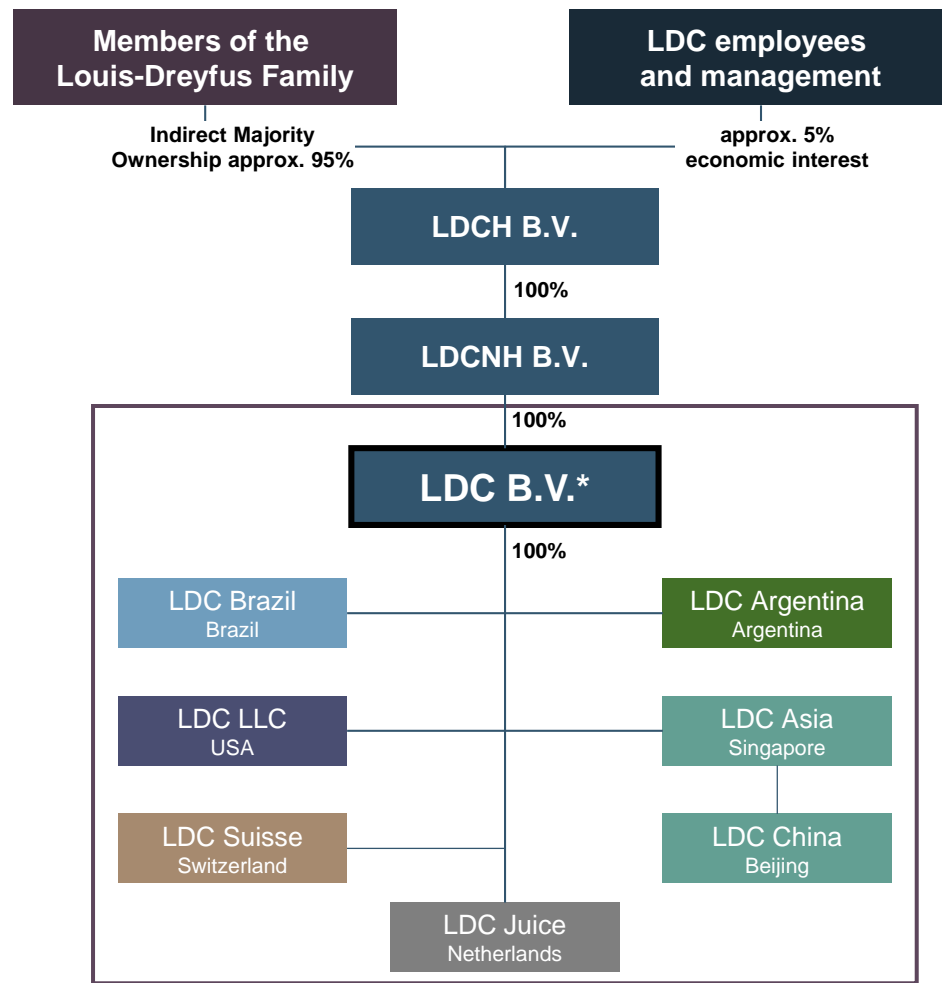 Members of the
Louis-Dreyfus Family
LDC employees
and management
Indirect Majority
Ownership approx. 95%
approx. 5%
economic interest
LDCH B.V.
100%
LDCNH B.V.
100%
LDC B.V.*
100%
LDC Brazil
Brazil
LDC Argentina
Argentina
LDC LLC
USA
LDC Asia
Singapore
LDC Suisse
Switzerland
LDC China
Beijing
LDC Juice
Netherlands